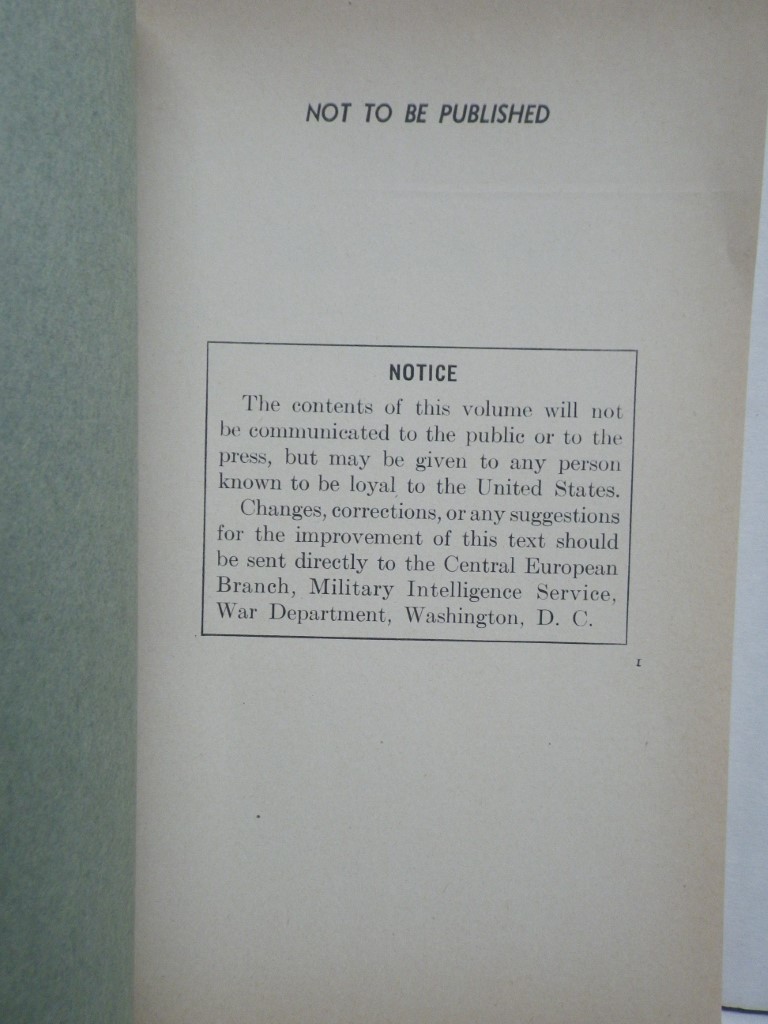 NOT TO BE PUBLISHED
NOTICE
The contents of this volume will not
be communicated to the public or to the
press, but may be given to any person
known to be loyal to the United States.
Changes, corrections, or any suggestions
for the improvement of this text should
be sent directly to the Central European
Branch, Military Intelligence Service,
War Department, Washington, D. C.
I